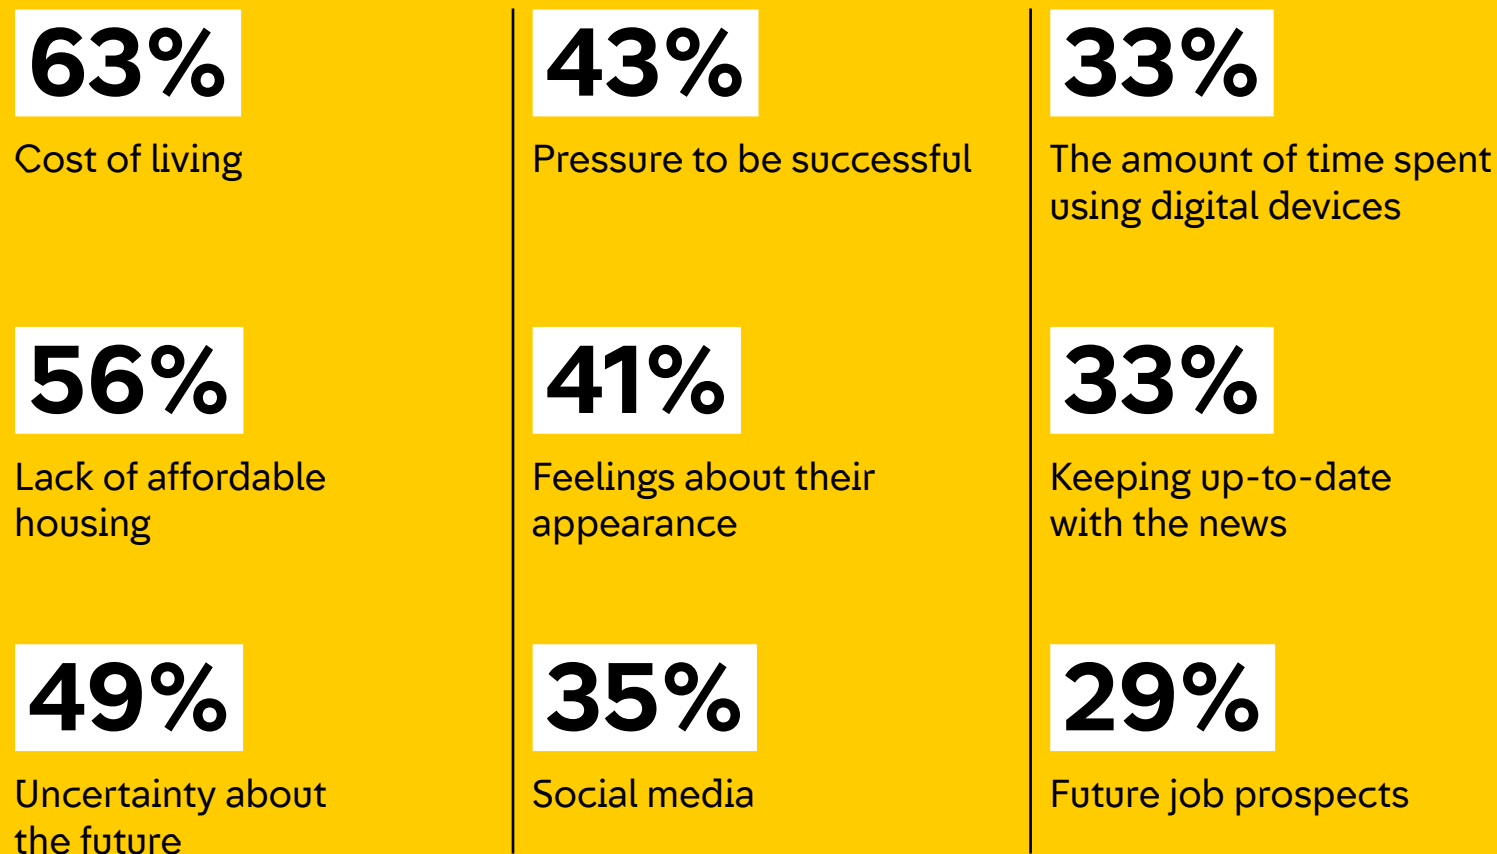 63%
Cost of living
56%
Lack of affordable
housing
49%
Uncertainty about
the future
43%
Pressure to be successful
41%
Feelings about their
appearance
35%
Social media
33%
The amount of time spent
using digital devices
33%
Keeping up-to-date
with the news
29%
Future job prospects